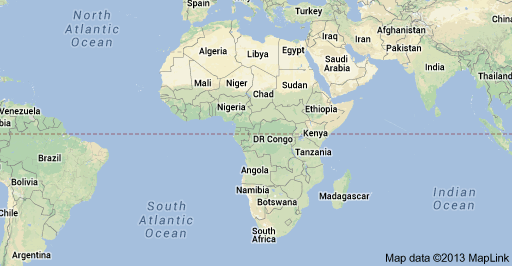 Spain
Turkey
North
Atlantic
Ocean
Iraq
Iran
Afghanistan
Pakistan
Algeria
Libya
Egypt
Saudi
Arabia
India
Mali
Niger
Chad
Sudan
Thailand
Nigeria
Ethiopia
Venezuela
DR Congo
Kenya
Brazil
Tanzania
Bolivia
Angola
Namibia
Madagascar
Indian
Ocean
South
Atlantic
Ocean
Botswana
Chile
South
Africa
Argentina
Map data ©2013 MapLink